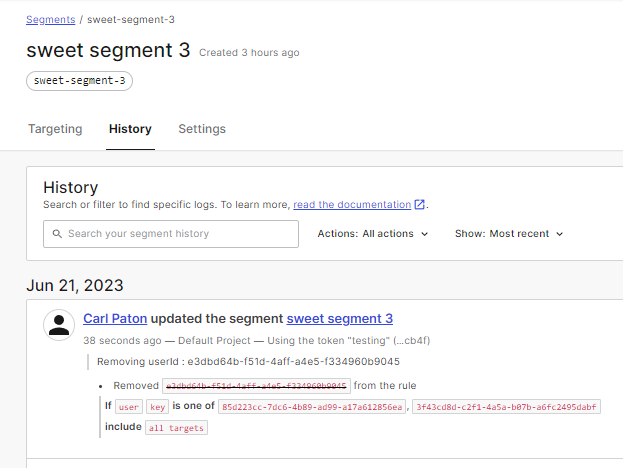 Segments / sweet-segment-3
sweet segment 3 Created 3 hours ago
sweet-segment-3
Targeting History Settings
History
Search or filter to find specific logs. To learn more, read the documentation.
Search your segment history Actions: All actions Show: Most recent
Jun 21, 2023
Carl Paton updated the segment sweet segment 3
38 seconds ago — Default Project — Using the token "testing" (...cb4f)
Removing userId : e3dbd64b-f51d-4aff-a4e5-f334960b9045
• Removed e3dbd64b-f51d-4aff-a4e5-f334960b9045 from the rule
If user key is one of 85d223cc-7dc6-4b89-ad99-a17a612856ea, 3f43cd8d-c2f1-4a5a-b07b-a6fc2495dabf
include all targets